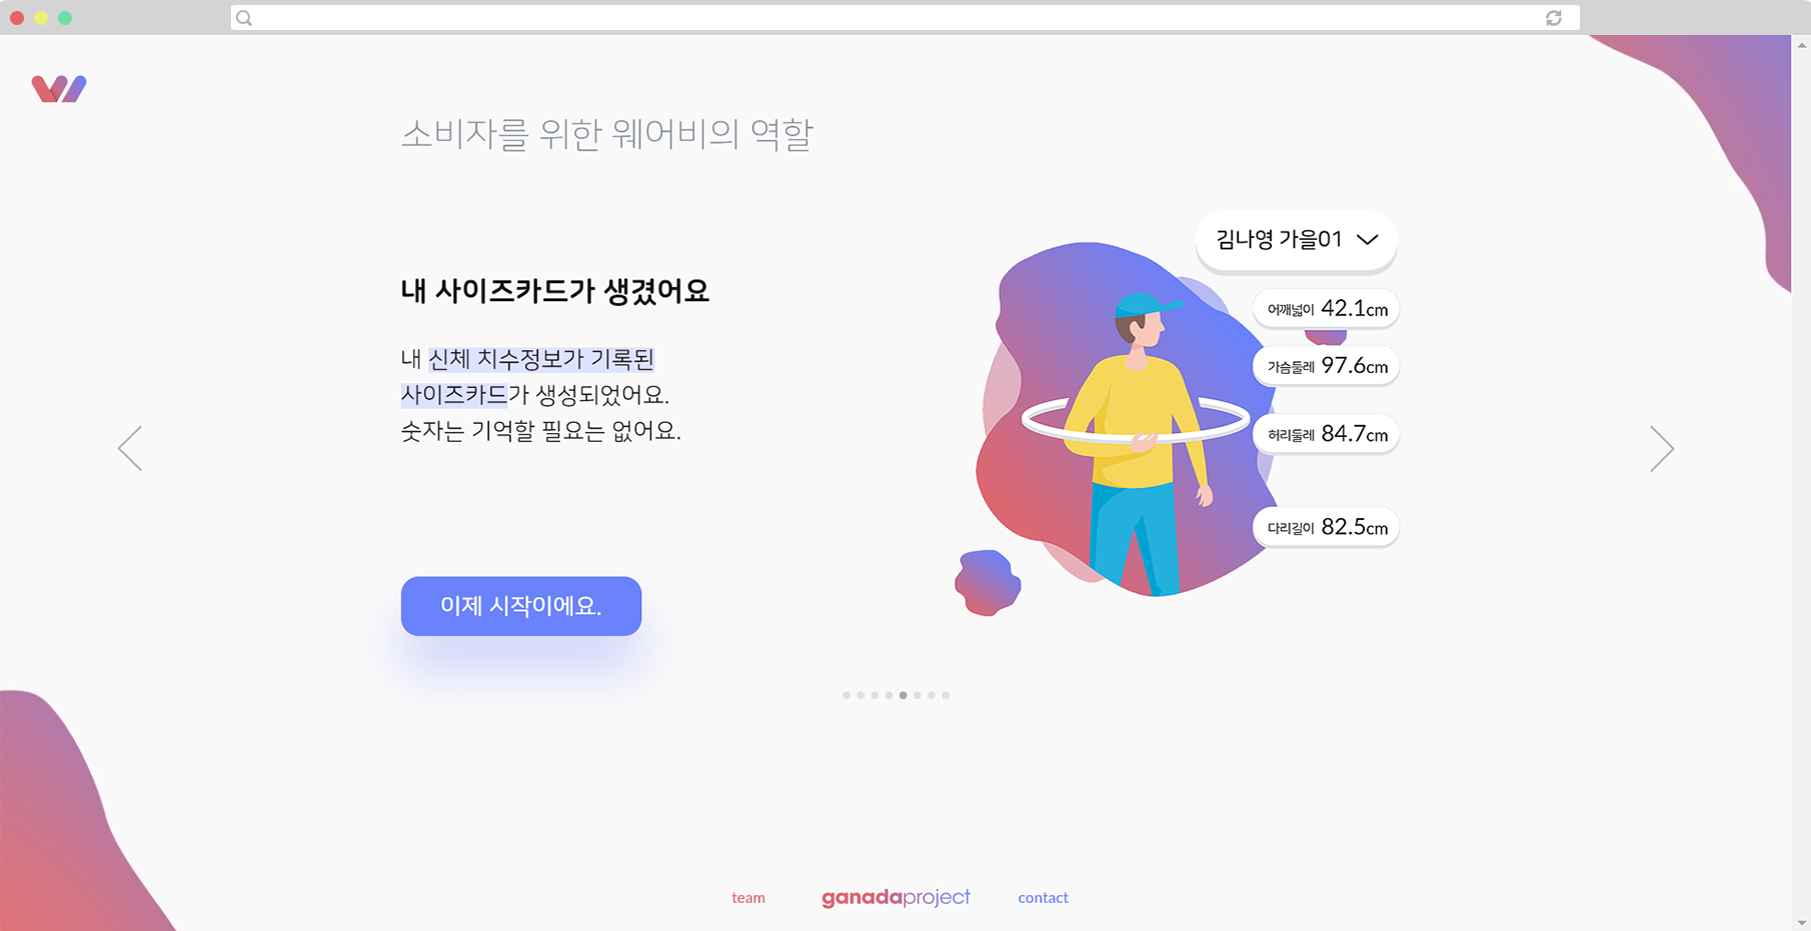 소비자를 위한 웨어비의 역할
김나영 가을01
내 사이즈카드가 생겼어요
어깨넓이 42.1cm
내 신체 치수정보가 기록된
가슴둘레 97.6cm
사이즈카드가 생성되었어요.
숫자는 기억할 필요는 없어요.
허리둘레 84.7cm
다리길이 82.5cm
이제 시작이에요.
team ganadaproject contact